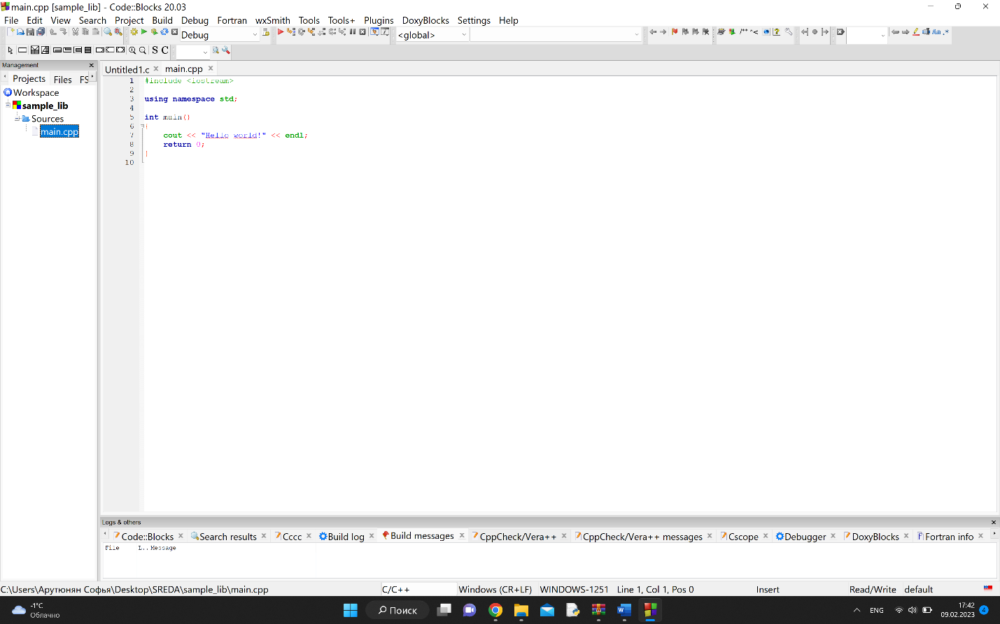 main.cpp [sample_lib] - Code::Blocks 20.03
File Edit View Search Project Build Debug Fortran wxSmith Tools Tools+ Plugins DoxyBlocks Settings Help
Debug <global> /** *<
S C
Management
Projects Files FS
Untitled1.c main.cpp
Workspace
sample_lib
Sources
main.cpp
1 #include <iostream>
2
3 using namespace std;
4
5 int main()
6 {
7 cout << "Hello world!" << endl;
8 return 0;
9 }
10
Logs & others
Code::Blocks Search results Cccc Build log Build messages CppCheck/Vera++ CppCheck/Vera++ messages Cscope Debugger DoxyBlocks Fortran info
File L.. Message
C:\Users\Арутюнян Софья\Desktop\SREDA\sample_lib\main.cpp C/C++ Windows (CR+LF) WINDOWS-1251 Line 1, Col 1, Pos 0 Insert Read/Write default
-1°C
Облачно
Поиск
ENG
17:42
09.02.2023
4